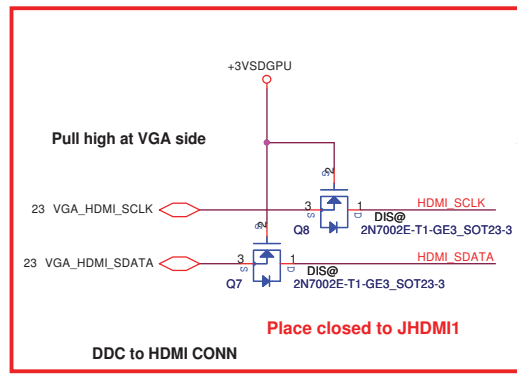 +3VSDGPU
Pull high at VGA side
2
G
23 VGA_HDMI_SCLK
3
1
HDMI_SCLK
S
D
Q8
DIS@
2N7002E-T1-GE3_SOT23-3
2
G
23 VGA_HDMI_SDATA
3
1
HDMI_SDATA
S
D
Q7
DIS@
2N7002E-T1-GE3_SOT23-3
Place closed to JHDMI1
DDC to HDMI CONN